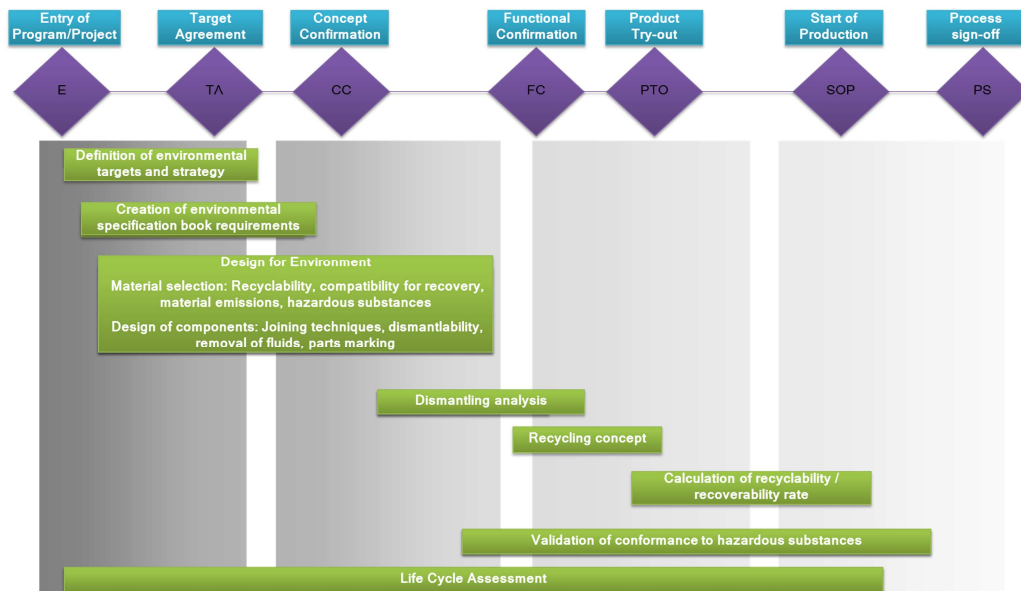 Entry of
Program/Project
Target
Agreement
Concept
Confirmation
Functional
Confirmation
Product
Try-out
Start of
Production
Process
sign-off
E
TΛ
CC
FC
PTO
SOP
PS
Definition of environmental
targets and strategy
Creation of environmental
specification book requirements
Design for Environment
Material selection: Recyclability, compatibility for recovery,
material emissions, hazardous substances
Design of components: Joining techniques, dismantlability,
removal of fluids, parts marking
Dismantling analysis
Recycling concept
Calculation of recyclability /
recoverability rate
Validation of conformance to hazardous substances
Life Cycle Assessment